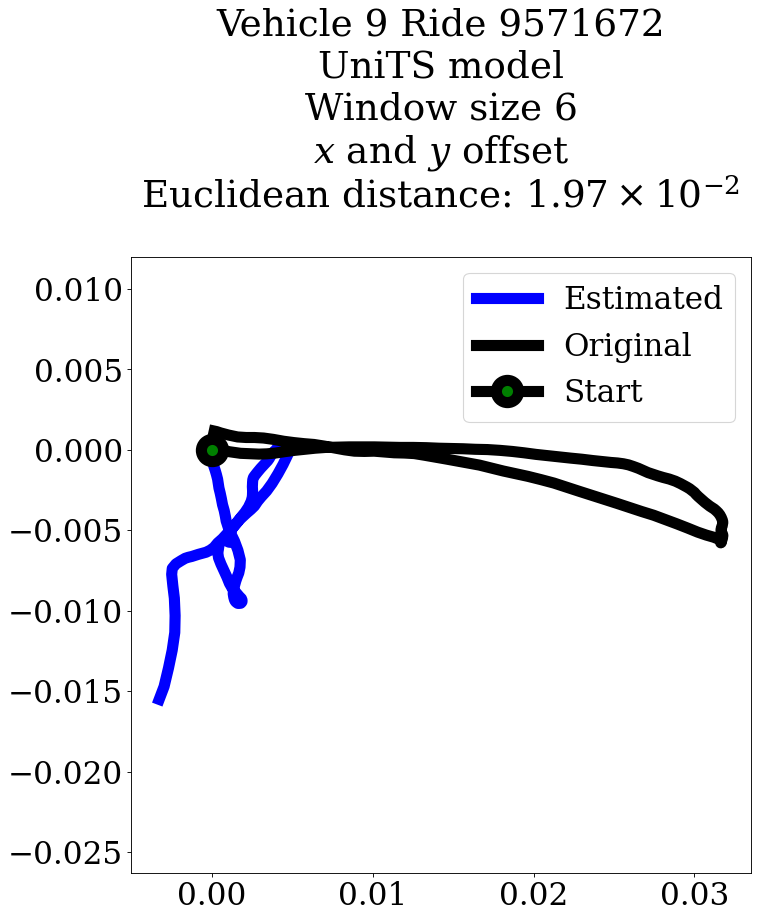 Vehicle 9 Ride 9571672
UniTS model
Window size 6
x and y offset
Euclidean distance: 1.97 × 10⁻²
Estimated
Original
Start
0.010
0.005
0.000
−0.005
−0.010
−0.015
−0.020
−0.025
0.00 0.01 0.02 0.03